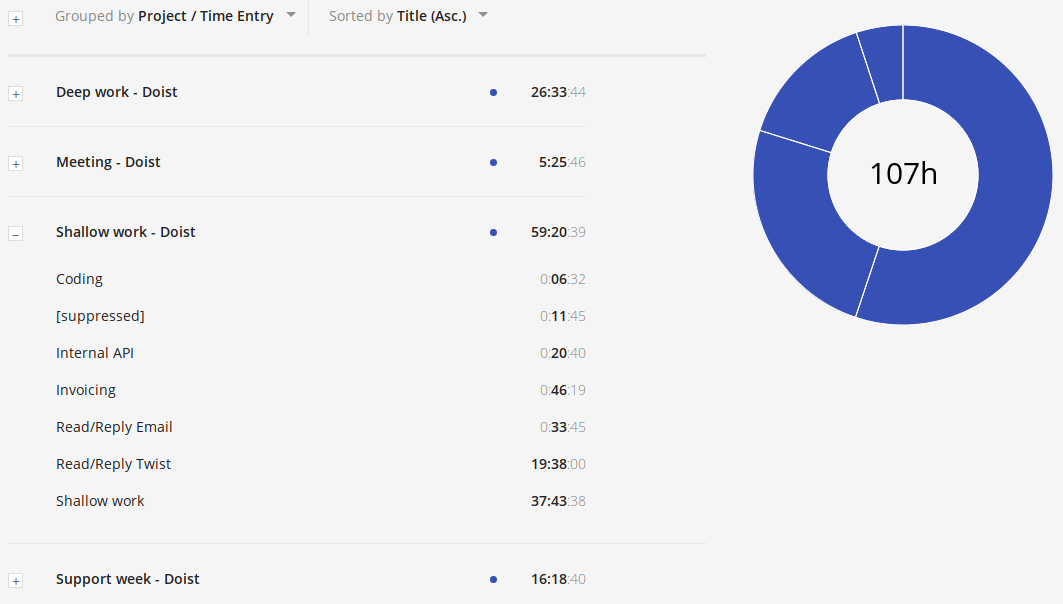 Grouped by Project / Time Entry Sorted by Title (Asc.)
Deep work - Doist 26:33:44
Meeting - Doist 5:25:46
Shallow work - Doist 59:20:39
Coding 0:06:32
[suppressed] 0:11:45
Internal API 0:20:40
Invoicing 0:46:19
Read/Reply Email 0:33:45
Read/Reply Twist 19:38:00
Shallow work 37:43:38
Support week - Doist 16:18:40
107h